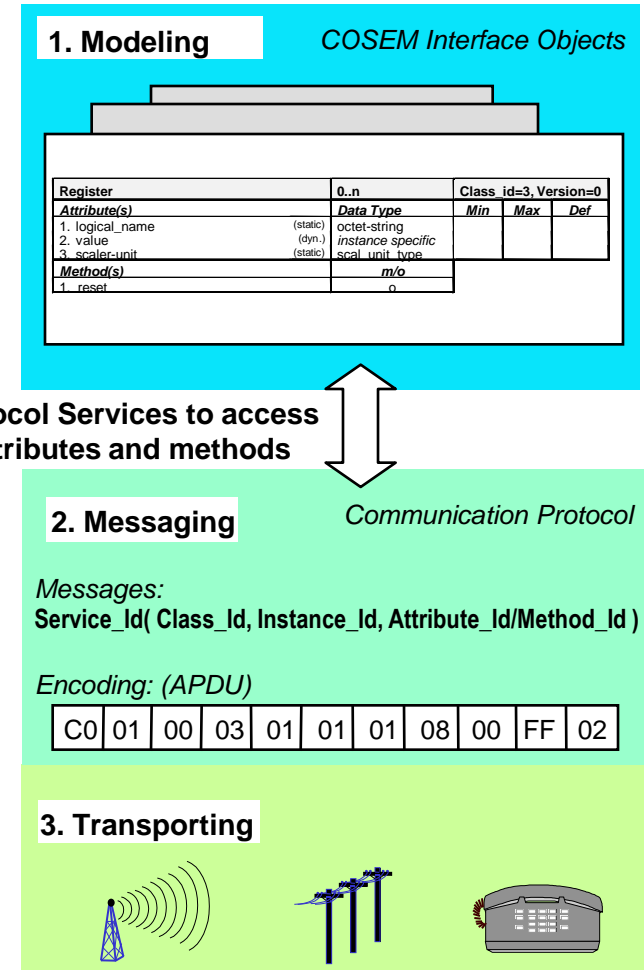 1. Modeling
COSEM Interface Objects
Register 0..n Class_id=3, Version=0
Attribute(s) Data Type Min Max Def
1. logical_name (static) octet-string
2. value (dyn.) instance specific
3. scaler-unit (static) scal_unit_type
Method(s) m/o
1. reset o
ocol Services to access
tributes and methods
2. Messaging
Communication Protocol
Messages:
Service_Id( Class_Id, Instance_Id, Attribute_Id/Method_Id )
Encoding: (APDU)
C0 01 00 03 01 01 01 08 00 FF 02
3. Transporting